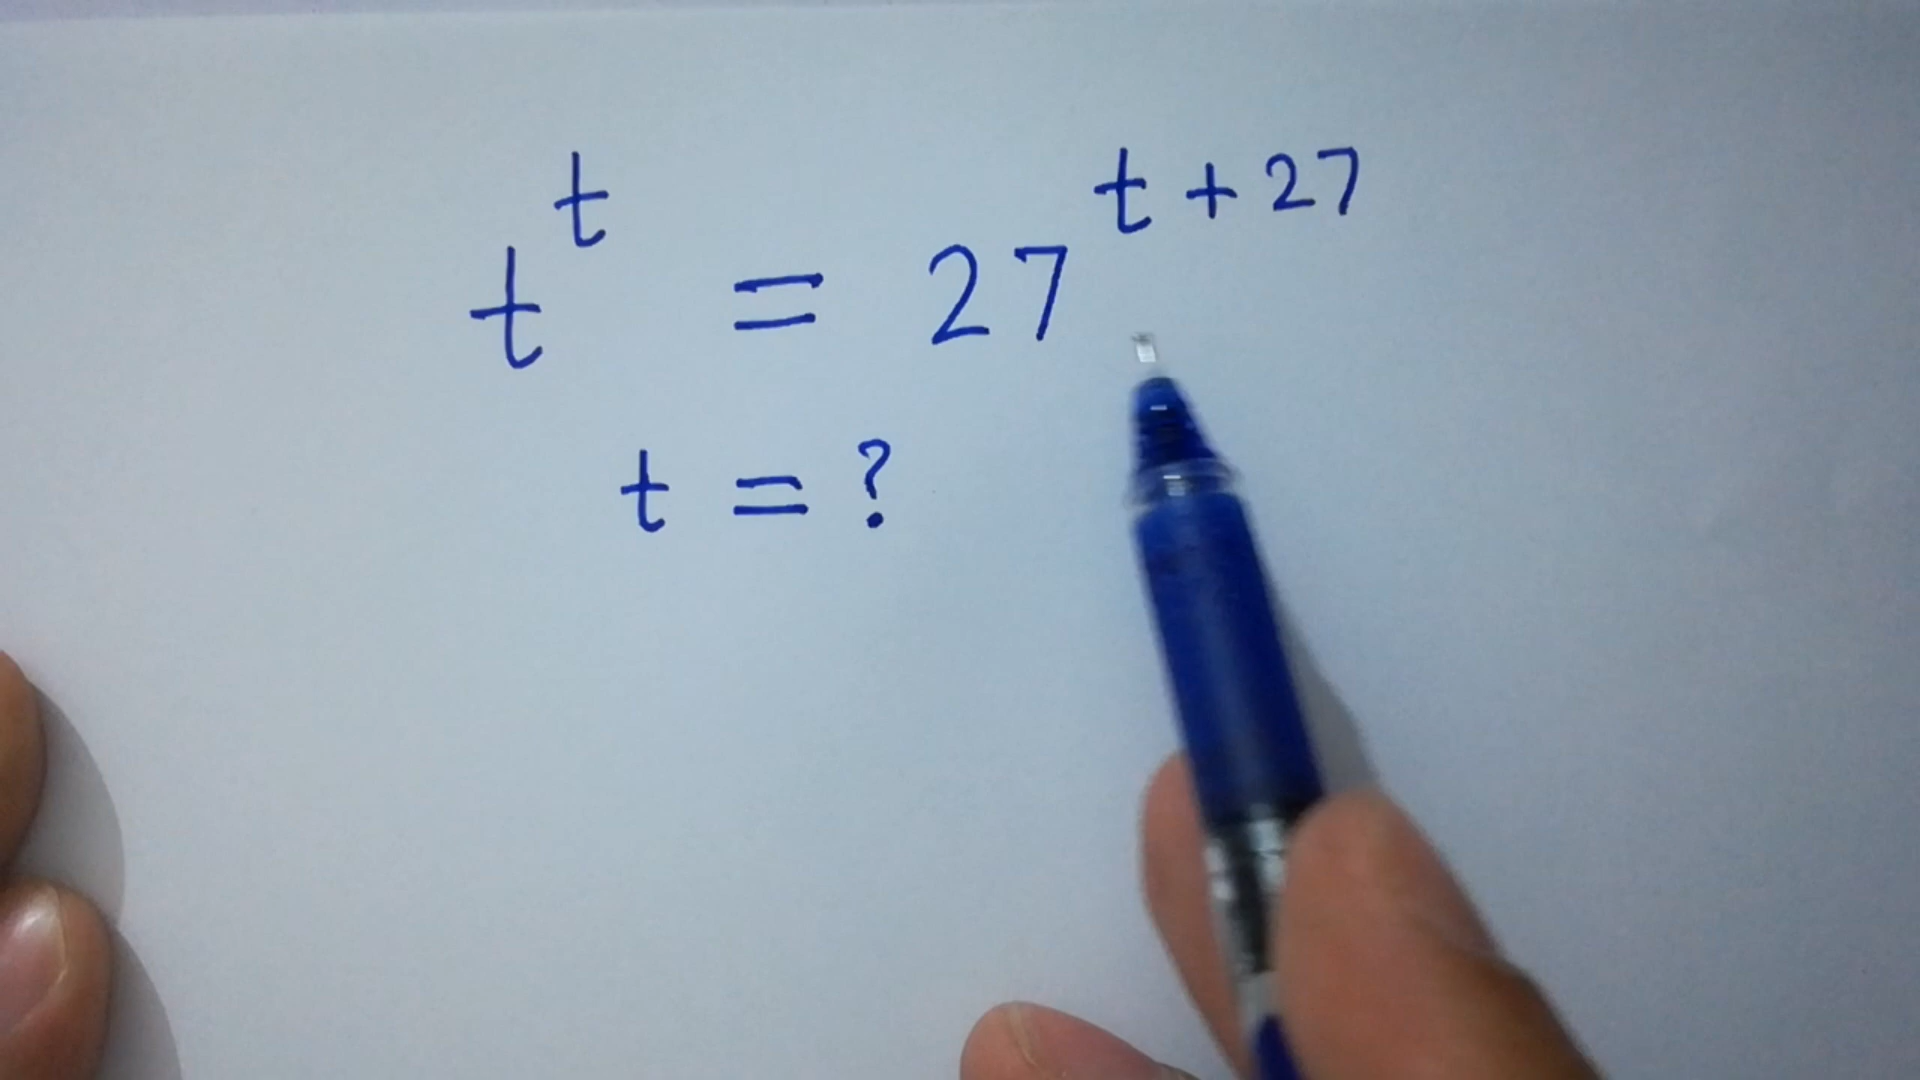 t^t = 27^{t+27}
t = ?